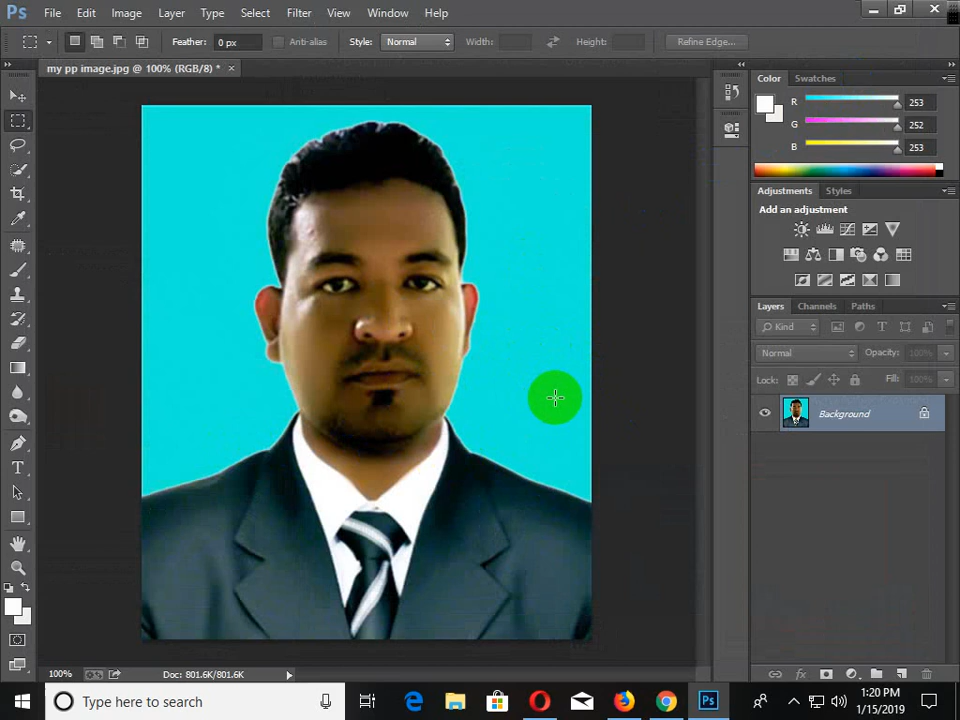 Ps File Edit Image Layer Type Select Filter View Window Help
Feather: 0 px Anti-alias Style: Normal Width: Height: Refine Edge...
my pp image.jpg @ 100% (RGB/8) * ×
Color Swatches
R 253
G 252
B 253
Adjustments Styles
Add an adjustment
Layers Channels Paths
Kind T
Normal Opacity: 100%
Lock: Fill: 100%
Background
T
100% Doc: 801.6K/801.6K
Type here to search
Ps
1:20 PM
1/15/2019